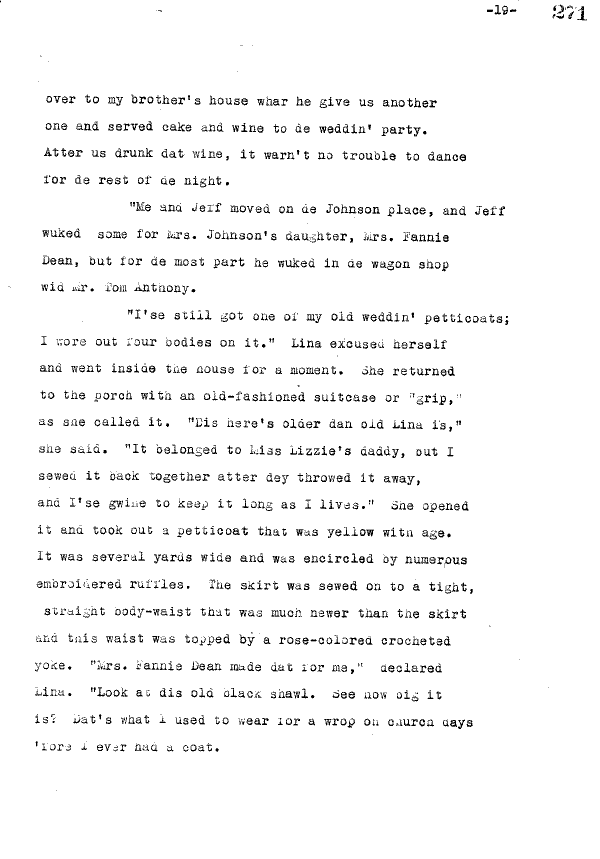 -19- 271
over to my brother's house whar he give us another
one and served cake and wine to de weddin' party.
Atter us drunk dat wine, it warn't no trouble to dance
for de rest of de night.
"Me and Jeff moved on de Johnson place, and Jeff
wuked some for Mrs. Johnson's daughter, Mrs. Fannie
Dean, but for de most part he wuked in de wagon shop
wid Mr. Tom Anthony.
"I'se still got one of my old weddin' petticoats;
I wore out four bodies on it." Lina excused herself
and went inside the house for a moment. She returned
to the porch with an old-fashioned suitcase or "grip,"
as she called it. "Dis here's older dan old Lina is,"
she said. "It belonged to Miss Lizzie's daddy, but I
sewed it back together atter dey throwed it away,
and I'se gwine to keep it long as I lives." She opened
it and took out a petticoat that was yellow with age.
It was several yards wide and was encircled by numerous
embroidered ruffles. The skirt was sewed on to a tight,
straight body-waist that was much newer than the skirt
and this waist was topped by a rose-colored crocheted
yoke. "Mrs. Fannie Dean made dat for me," declared
Lina. "Look at dis old black shawl. See how big it
is? Dat's what I used to wear for a wrop on church days
'fore I ever had a coat.